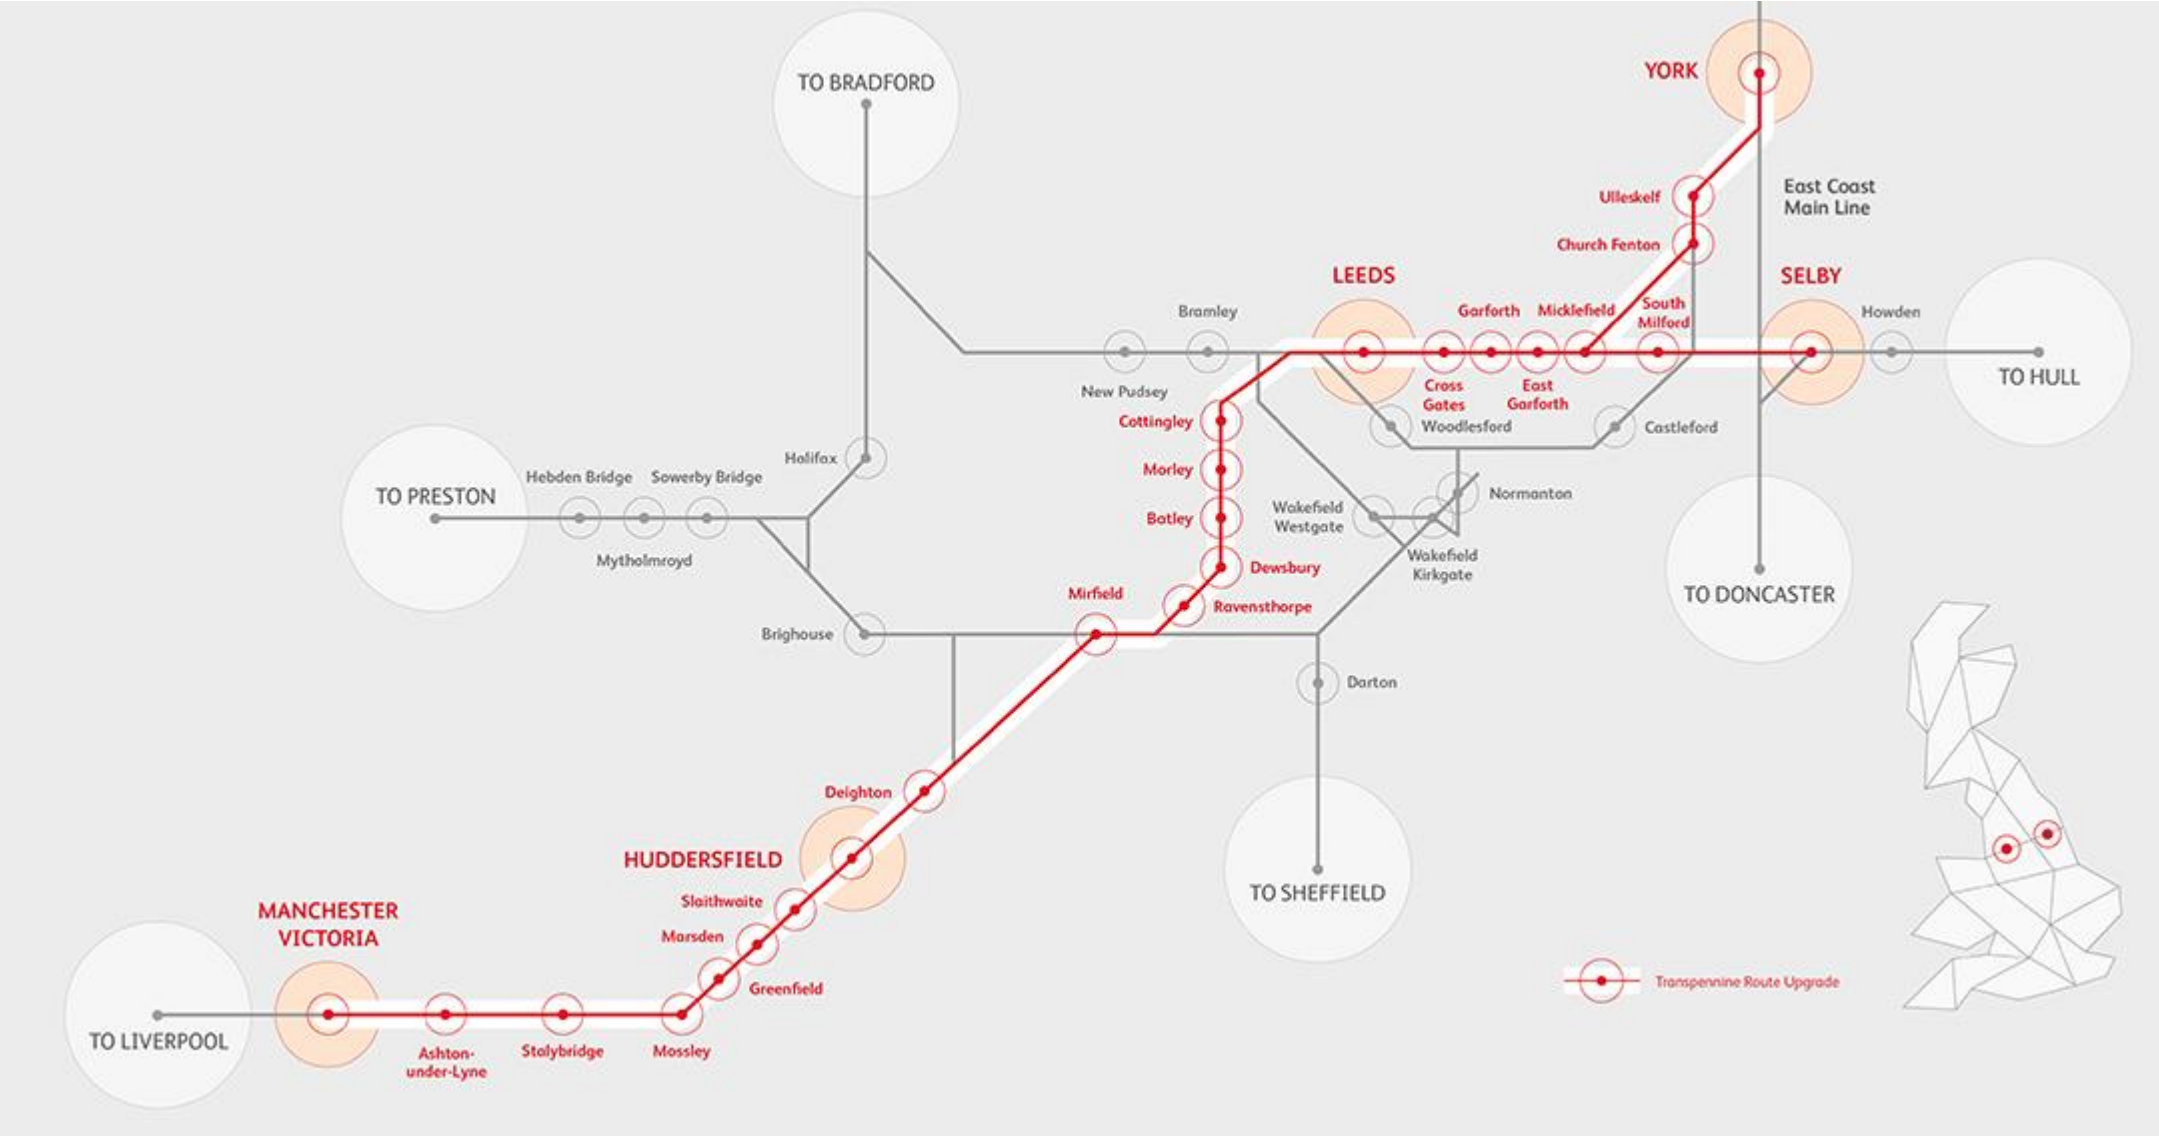 TO BRADFORD
YORK
East Coast
Main Line
Ulleskelf
Church Fenton
LEEDS
SELBY
Bramley
Garforth
Micklefield
South
Milford
Howden
New Pudsey
Cross
Gates
East
Garforth
TO HULL
Cottingley
Woodlesford
Castleford
Halifax
Morley
Hebden Bridge
Sowerby Bridge
TO PRESTON
Normanton
Batley
Wakefield
Westgate
Mytholmroyd
Dewsbury
Wakefield
Kirkgate
Mirfield
Ravensthorpe
TO DONCASTER
Brighouse
Darton
Deighton
HUDDERSFIELD
TO SHEFFIELD
Slaithwaite
MANCHESTER
VICTORIA
Marsden
Greenfield
Transpennine Route Upgrade
TO LIVERPOOL
Ashton-
under-Lyne
Stalybridge
Mossley